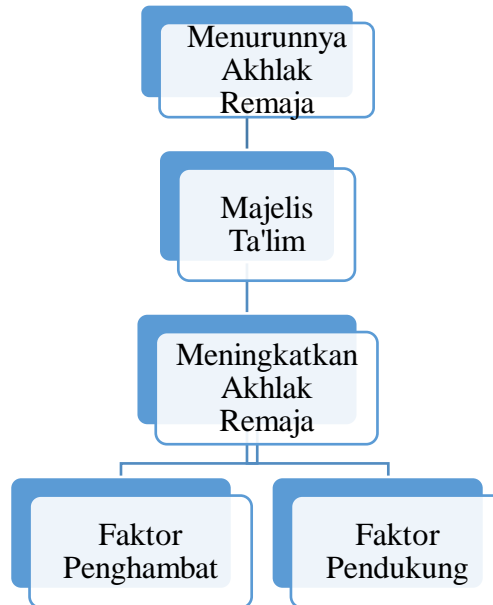 Menurunnya
Akhlak
Remaja
Majelis
Ta'lim
Meningkatkan
Akhlak
Remaja
Faktor
Penghambat
Faktor
Pendukung